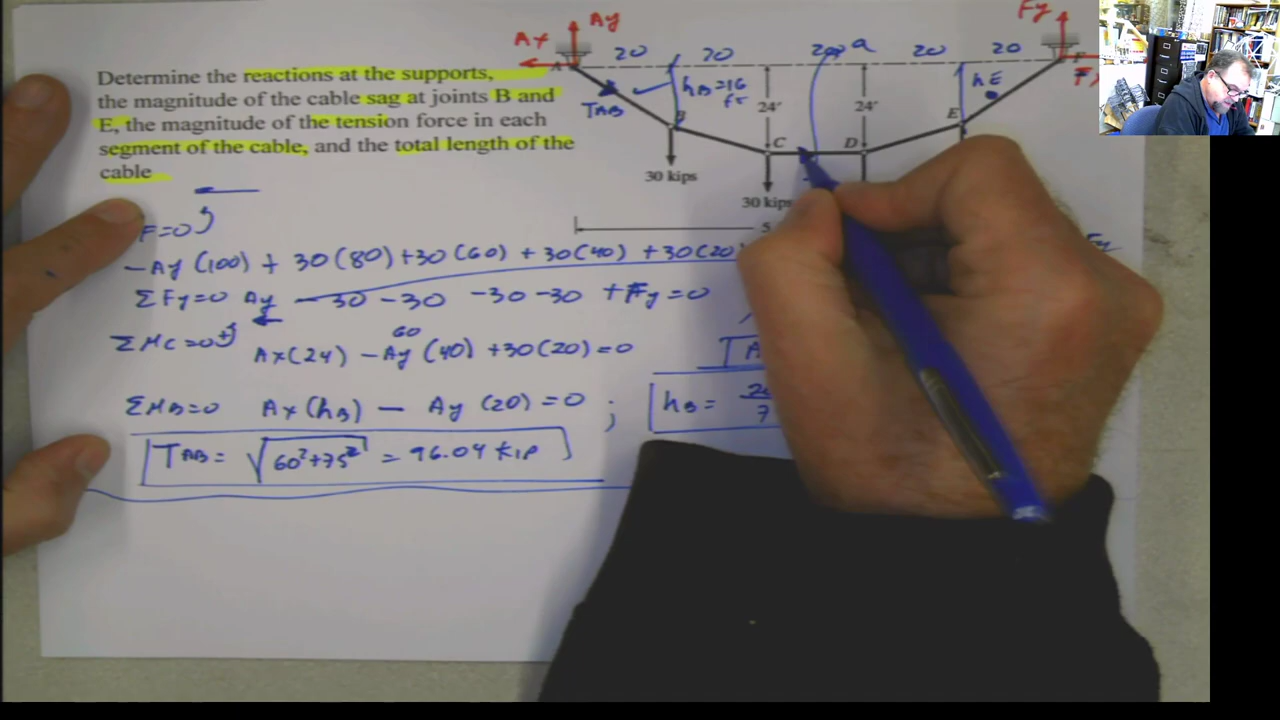 Determine the reactions at the supports,
the magnitude of the cable sag at joints B and
E, the magnitude of the tension force in each
segment of the cable, and the total length of the
cable
Ay
Fy
Ax
20
20
20
20
hB=16
ft
hE
TAB
24'
24'
B
C
D
E
30 kips
30 kips
F=0
-Ay (100) + 30(80) +30(60) + 30(40) +30(20)
ΣFy=0 Ay -30 -30 -30 -30 +Fy=0
ΣMC=0+ Ax(24) -Ay (40) +30(20)=0
60
ΣMB=0 Ax(hB) - Ay (20)=0 ; hB=
TAB= √60²+75² = 96.04 kip